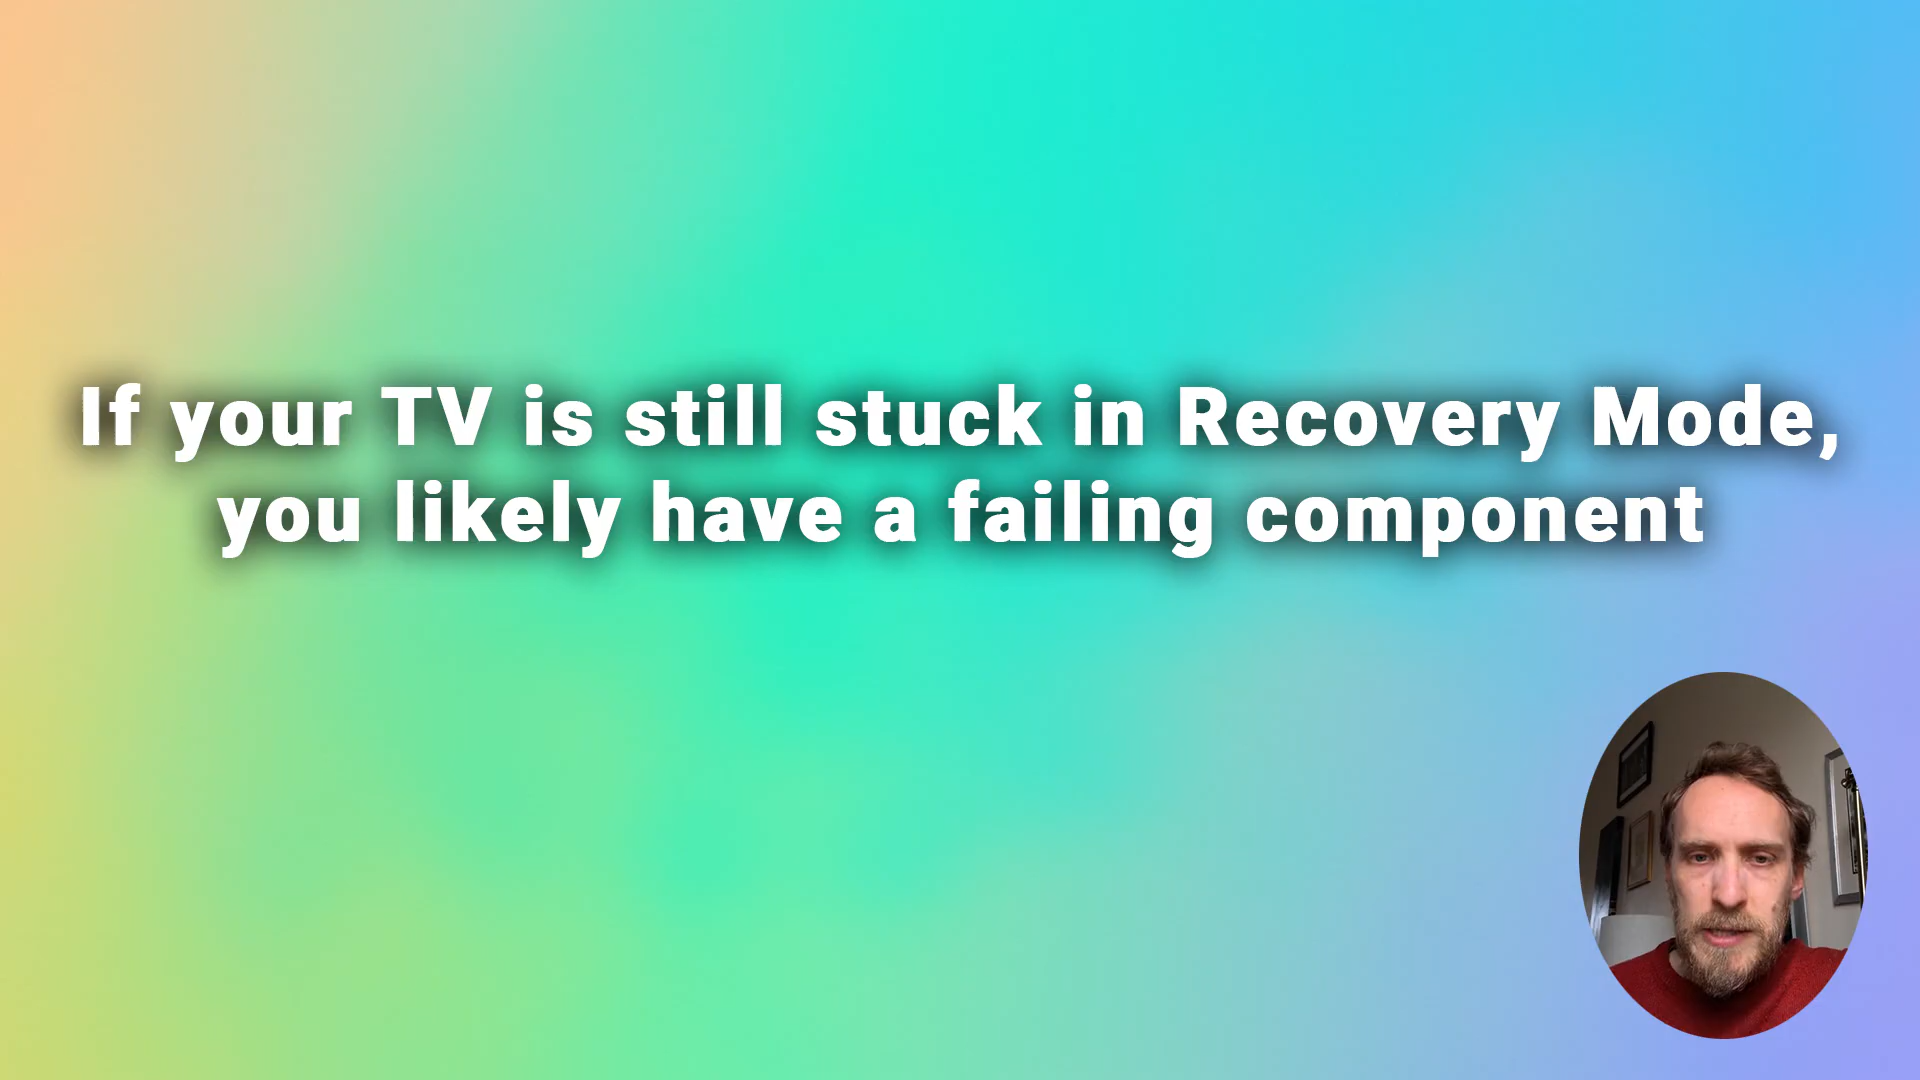 If your TV is still stuck in Recovery Mode,
you likely have a failing component